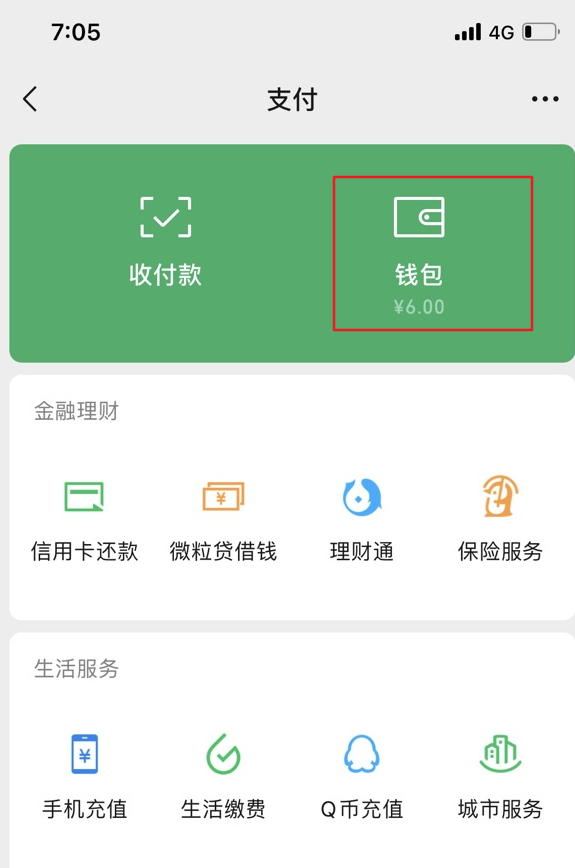 7:05 4G
支付
收付款 钱包
¥6.00
金融理财
信用卡还款 微粒贷借钱 理财通 保险服务
生活服务
手机充值 生活缴费 Q币充值 城市服务